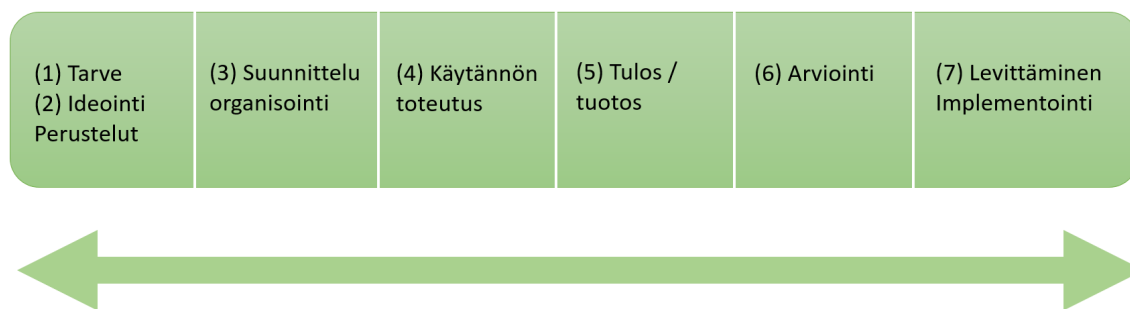 (1) Tarve
(2) Ideointi
Perustelut
(3) Suunnittelu
organisointi
(4) Käytännön
toteutus
(5) Tulos /
tuotos
(6) Arviointi
(7) Levittäminen
Implementointi